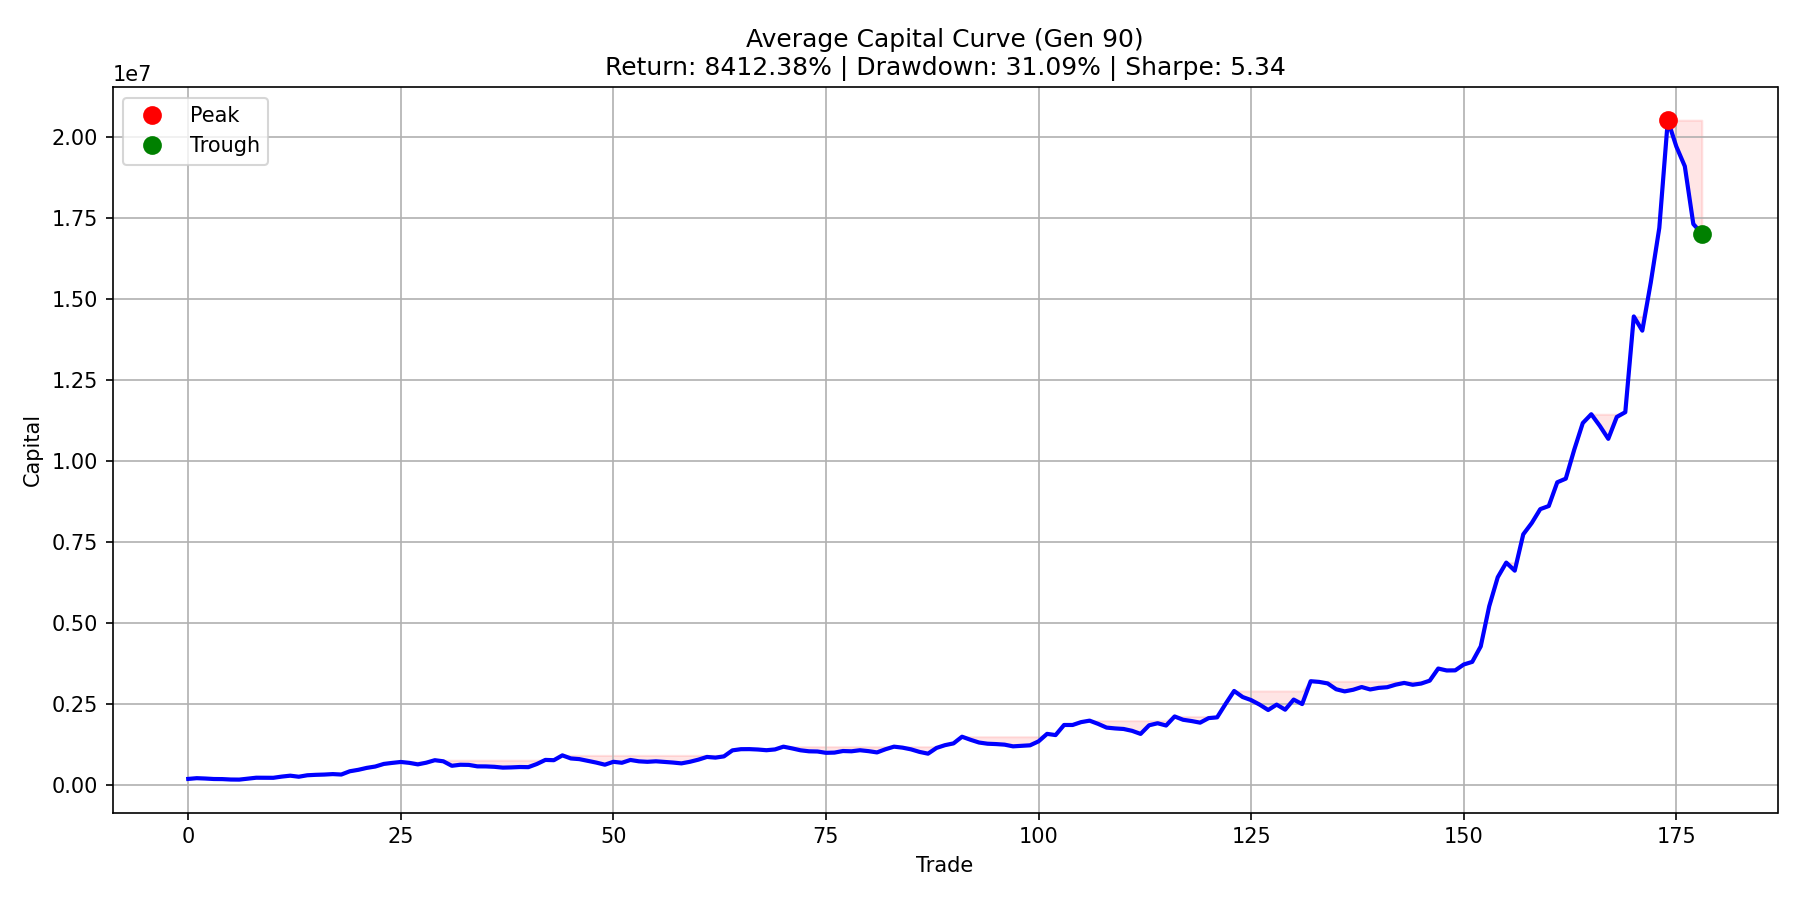 Average Capital Curve (Gen 90)
Return: 8412.38% | Drawdown: 31.09% | Sharpe: 5.34
1e7
Peak
Trough
2.00
1.75
1.50
1.25
1.00
0.75
0.50
0.25
0.00
Capital
0 25 50 75 100 125 150 175
Trade